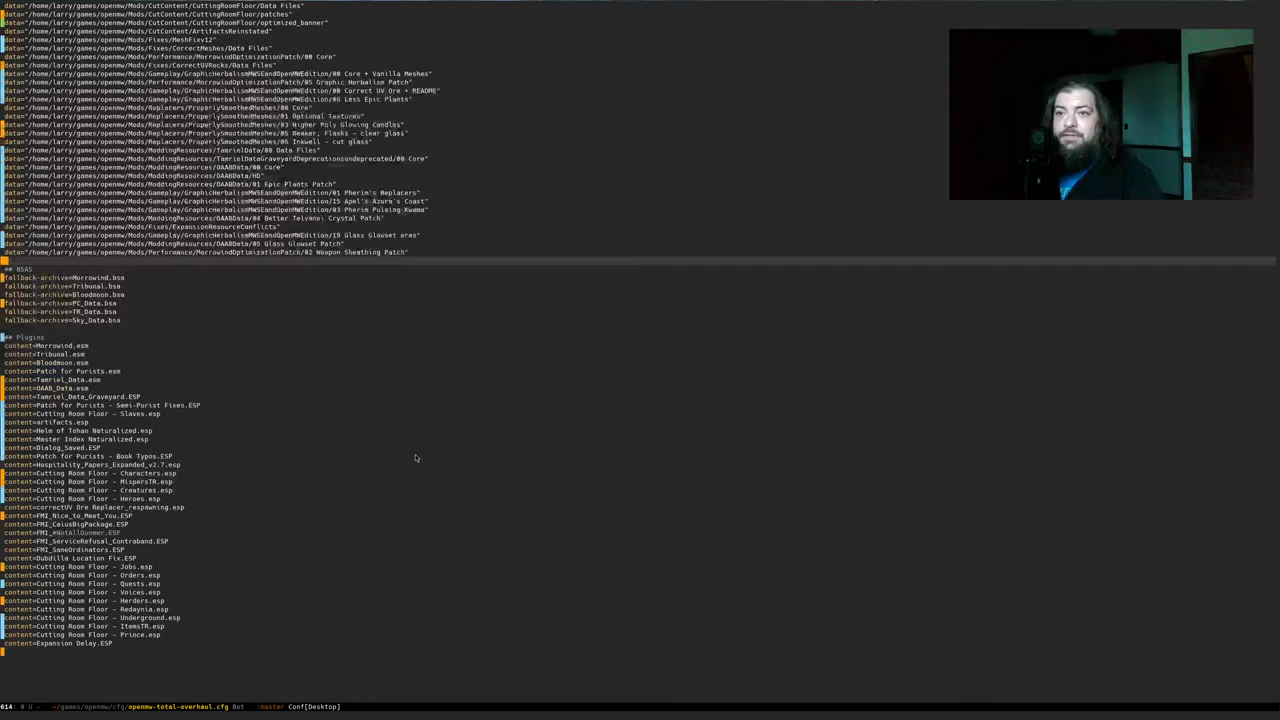 data="/home/larry/games/openmw/Mods/CutContent/CuttingRoomFloor/Data Files"
data="/home/larry/games/openmw/Mods/CutContent/CuttingRoomFloor/patches"
data="/home/larry/games/openmw/Mods/CutContent/CuttingRoomFloor/optimized_banner"
data="/home/larry/games/openmw/Mods/CutContent/ArtifactsReinstated"
data="/home/larry/games/openmw/Mods/Fixes/MeshFixv12"
data="/home/larry/games/openmw/Mods/Fixes/CorrectMeshes/Data Files"
data="/home/larry/games/openmw/Mods/Performance/MorrowindOptimizationPatch/00 Core"
data="/home/larry/games/openmw/Mods/Fixes/CorrectUVRocks/Data Files"
data="/home/larry/games/openmw/Mods/Gameplay/GraphicHerbalismMWSEandOpenMWEdition/00 Core + Vanilla Meshes"
data="/home/larry/games/openmw/Mods/Performance/MorrowindOptimizationPatch/05 Graphic Herbalism Patch"
data="/home/larry/games/openmw/Mods/Gameplay/GraphicHerbalismMWSEandOpenMWEdition/00 Correct UV Ore + README"
data="/home/larry/games/openmw/Mods/Gameplay/GraphicHerbalismMWSEandOpenMWEdition/06 Less Epic Plants"
data="/home/larry/games/openmw/Mods/Replacers/ProperlySmoothedMeshes/00 Core"
data="/home/larry/games/openmw/Mods/Replacers/ProperlySmoothedMeshes/01 Optional Textures"
data="/home/larry/games/openmw/Mods/Replacers/ProperlySmoothedMeshes/03 Higher Poly Glowing Candles"
data="/home/larry/games/openmw/Mods/Replacers/ProperlySmoothedMeshes/05 Beaker, Flasks - clear glass"
data="/home/larry/games/openmw/Mods/Replacers/ProperlySmoothedMeshes/06 Inkwell - cut glass"
data="/home/larry/games/openmw/Mods/ModdingResources/TamrielData/00 Data Files"
data="/home/larry/games/openmw/Mods/ModdingResources/TamrielDataGraveyardDeprecationsundeprecated/00 Core"
data="/home/larry/games/openmw/Mods/ModdingResources/OAABData/00 Core"
data="/home/larry/games/openmw/Mods/ModdingResources/OAABData/HD"
data="/home/larry/games/openmw/Mods/ModdingResources/OAABData/01 Epic Plants Patch"
data="/home/larry/games/openmw/Mods/Gameplay/GraphicHerbalismMWSEandOpenMWEdition/01 Pherim's Replacers"
data="/home/larry/games/openmw/Mods/Gameplay/GraphicHerbalismMWSEandOpenMWEdition/15 Apel's Azura's Coast"
data="/home/larry/games/openmw/Mods/Gameplay/GraphicHerbalismMWSEandOpenMWEdition/03 Pherim Pulsing Kwama"
data="/home/larry/games/openmw/Mods/ModdingResources/OAABData/04 Better Telvanni Crystal Patch"
data="/home/larry/games/openmw/Mods/Fixes/ExpansionResourceConflicts"
data="/home/larry/games/openmw/Mods/Gameplay/GraphicHerbalismMWSEandOpenMWEdition/19 Glass Glowset ores"
data="/home/larry/games/openmw/Mods/ModdingResources/OAABData/05 Glass Glowset Patch"
data="/home/larry/games/openmw/Mods/Performance/MorrowindOptimizationPatch/02 Weapon Sheathing Patch"
## BSAS
fallback-archive=Morrowind.bsa
fallback-archive=Tribunal.bsa
fallback-archive=Bloodmoon.bsa
fallback-archive=PC_Data.bsa
fallback-archive=TR_Data.bsa
fallback-archive=Sky_Data.bsa
## Plugins
content=Morrowind.esm
content=Tribunal.esm
content=Bloodmoon.esm
content=Patch for Purists.esm
content=Tamriel_Data.esm
content=OAAB_Data.esm
content=Tamriel_Data_Graveyard.ESP
content=Patch for Purists - Semi-Purist Fixes.ESP
content=Cutting Room Floor - Slaves.esp
content=artifacts.esp
content=Helm of Tohan Naturalized.esp
content=Master Index Naturalized.esp
content=Dialog_Saved.ESP
content=Patch for Purists - Book Typos.ESP
content=Hospitality_Papers_Expanded_v2.7.esp
content=Cutting Room Floor - Characters.esp
content=Cutting Room Floor - MispersTR.esp
content=Cutting Room Floor - Creatures.esp
content=Cutting Room Floor - Heroes.esp
content=correctUV Ore Replacer_respawning.esp
content=FMI_Nice_to_Meet_You.ESP
content=FMI_CaiusBigPackage.ESP
content=FMI_#NotAllDunmer.ESP
content=FMI_ServiceRefusal_Contraband.ESP
content=FMI_SaneOrdinators.ESP
content=Dubdilla Location Fix.ESP
content=Cutting Room Floor - Jobs.esp
content=Cutting Room Floor - Orders.esp
content=Cutting Room Floor - Quests.esp
content=Cutting Room Floor - Voices.esp
content=Cutting Room Floor - Herders.esp
content=Cutting Room Floor - Redaynia.esp
content=Cutting Room Floor - Underground.esp
content=Cutting Room Floor - ItemsTR.esp
content=Cutting Room Floor - Prince.esp
content=Expansion Delay.ESP
614: 0 U - ~/games/openmw/cfg/openmw-total-overhaul.cfg Bot :master Conf[Desktop]